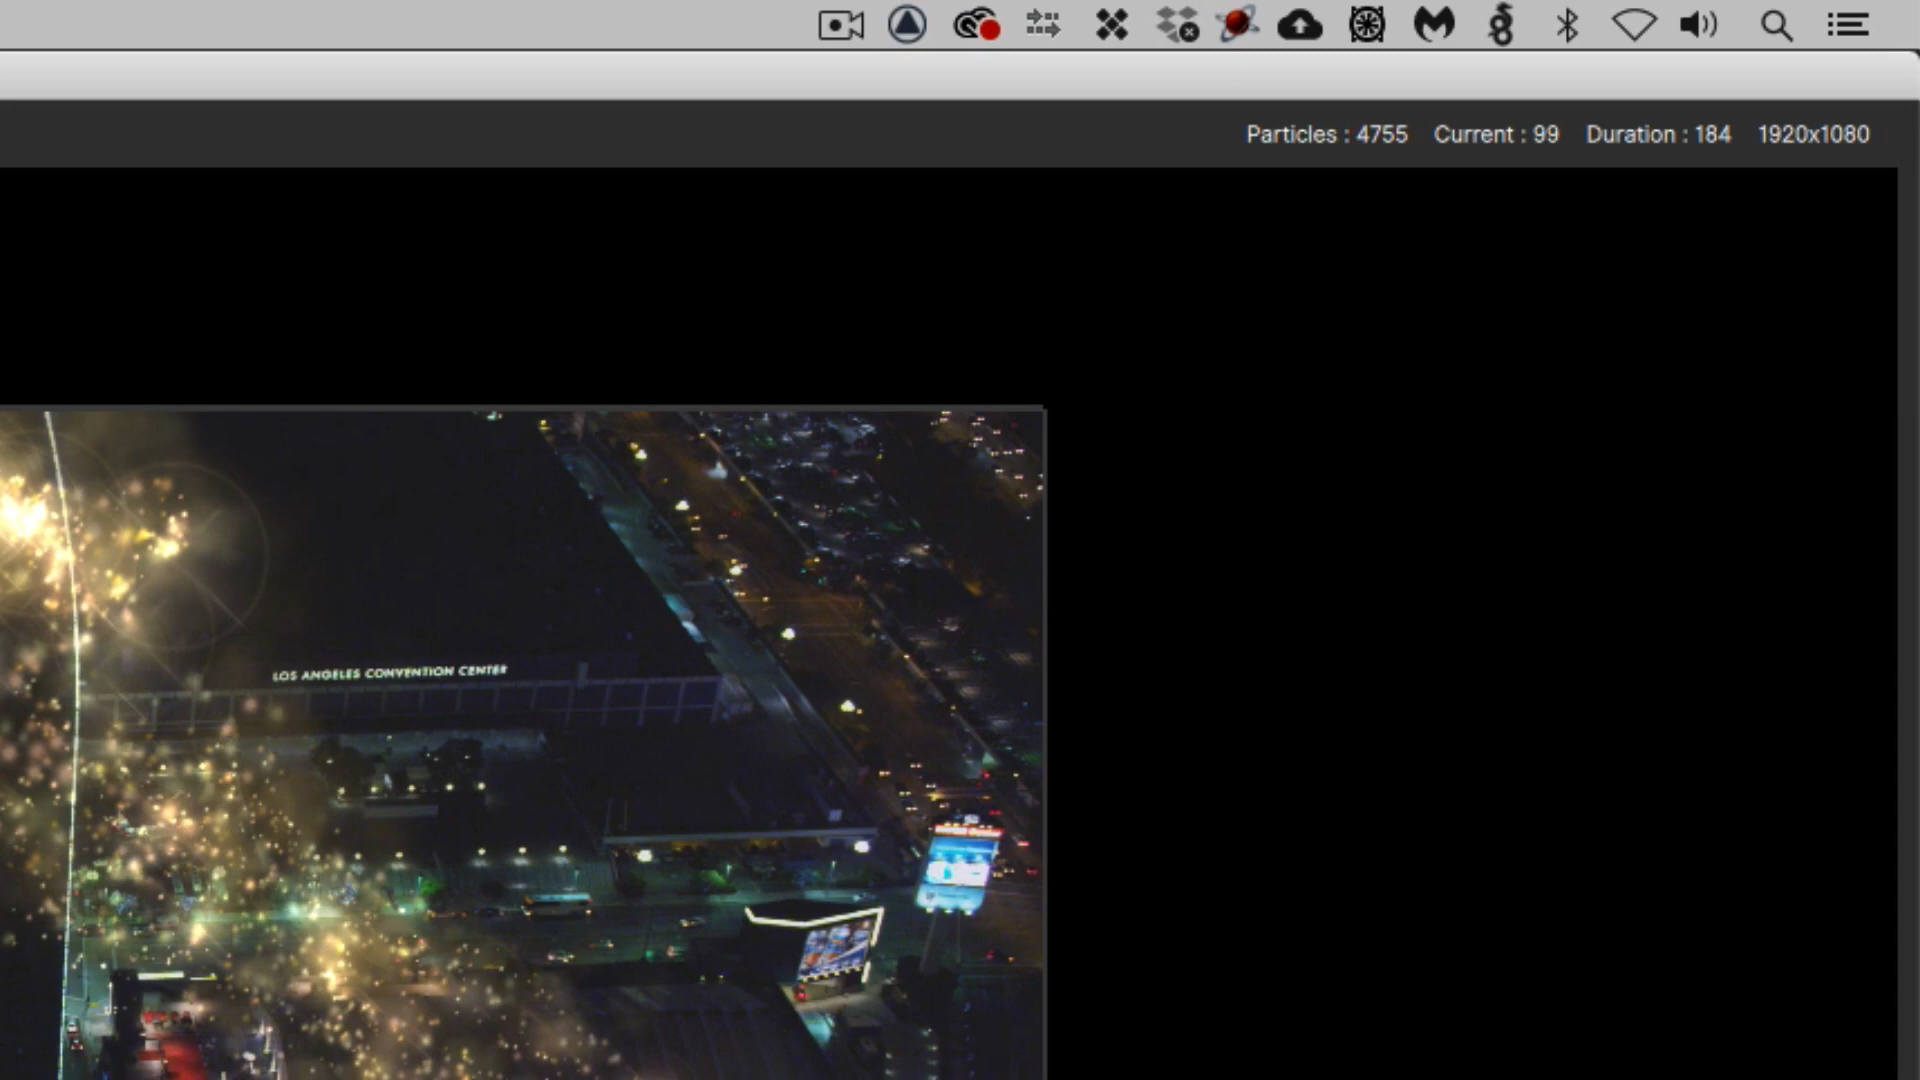 Particles : 4755 Current : 99 Duration : 184 1920x1080
LOS ANGELES CONVENTION CENTER